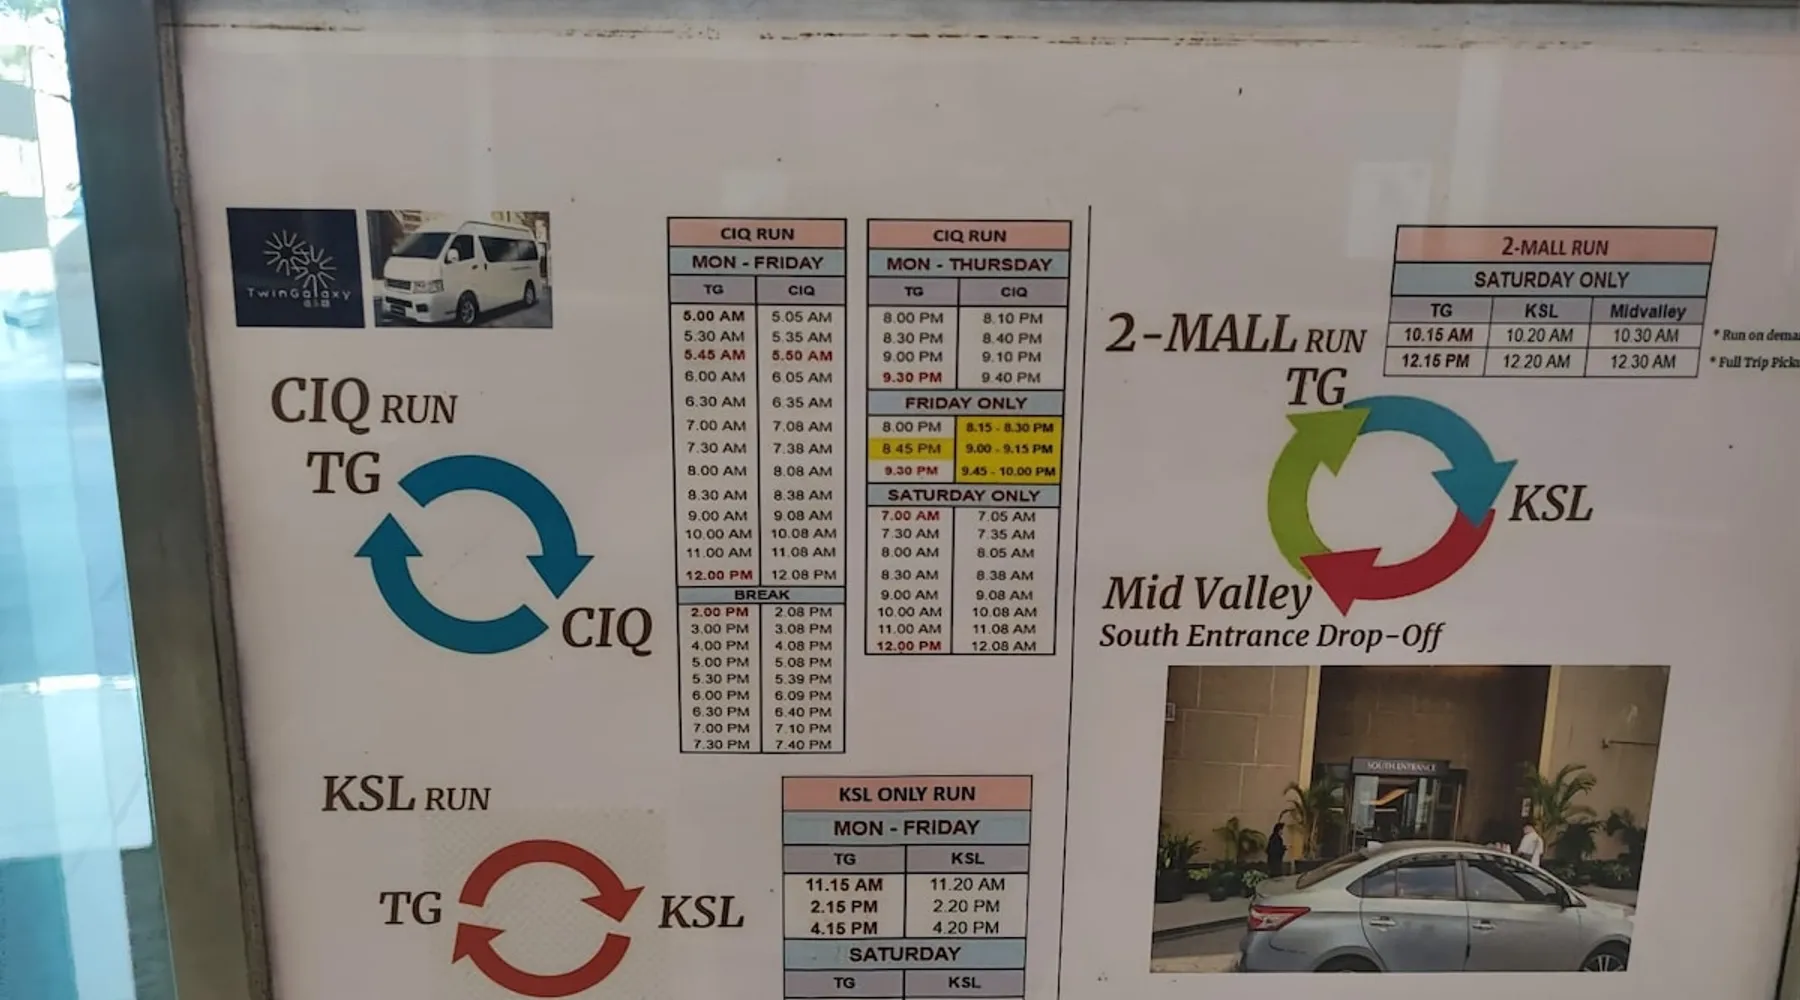 TwinGalaxy
CIQ RUN
TG
CIQ
CIQ RUN
MON - FRIDAY
TG CIQ
5.00 AM 5.05 AM
5.30 AM 5.35 AM
5.45 AM 5.50 AM
6.00 AM 6.05 AM
6.30 AM 6.35 AM
7.00 AM 7.08 AM
7.30 AM 7.38 AM
8.00 AM 8.08 AM
8.30 AM 8.38 AM
9.00 AM 9.08 AM
10.00 AM 10.08 AM
11.00 AM 11.08 AM
12.00 PM 12.08 PM
BREAK
2.00 PM 2.08 PM
3.00 PM 3.08 PM
4.00 PM 4.08 PM
5.00 PM 5.08 PM
5.30 PM 5.39 PM
6.00 PM 6.09 PM
6.30 PM 6.40 PM
7.00 PM 7.10 PM
7.30 PM 7.40 PM
CIQ RUN
MON - THURSDAY
TG CIQ
8.00 PM 8.10 PM
8.30 PM 8.40 PM
9.00 PM 9.10 PM
9.30 PM 9.40 PM
FRIDAY ONLY
8.00 PM 8.15 - 8.30 PM
8.45 PM 9.00 - 9.15 PM
9.30 PM 9.45 - 10.00 PM
SATURDAY ONLY
7.00 AM 7.05 AM
7.30 AM 7.35 AM
8.00 AM 8.05 AM
8.30 AM 8.38 AM
9.00 AM 9.08 AM
10.00 AM 10.08 AM
11.00 AM 11.08 AM
12.00 PM 12.08 AM
KSL RUN
TG
KSL
KSL ONLY RUN
MON - FRIDAY
TG KSL
11.15 AM 11.20 AM
2.15 PM 2.20 PM
4.15 PM 4.20 PM
SATURDAY
TG KSL
2-MALL RUN
TG
KSL
Mid Valley
South Entrance Drop-Off
2-MALL RUN
SATURDAY ONLY
TG KSL Midvalley
10.15 AM 10.20 AM 10.30 AM * Run on dema
12.15 PM 12.20 AM 12.30 AM * Full Trip Picku
SOUTH ENTRANCE